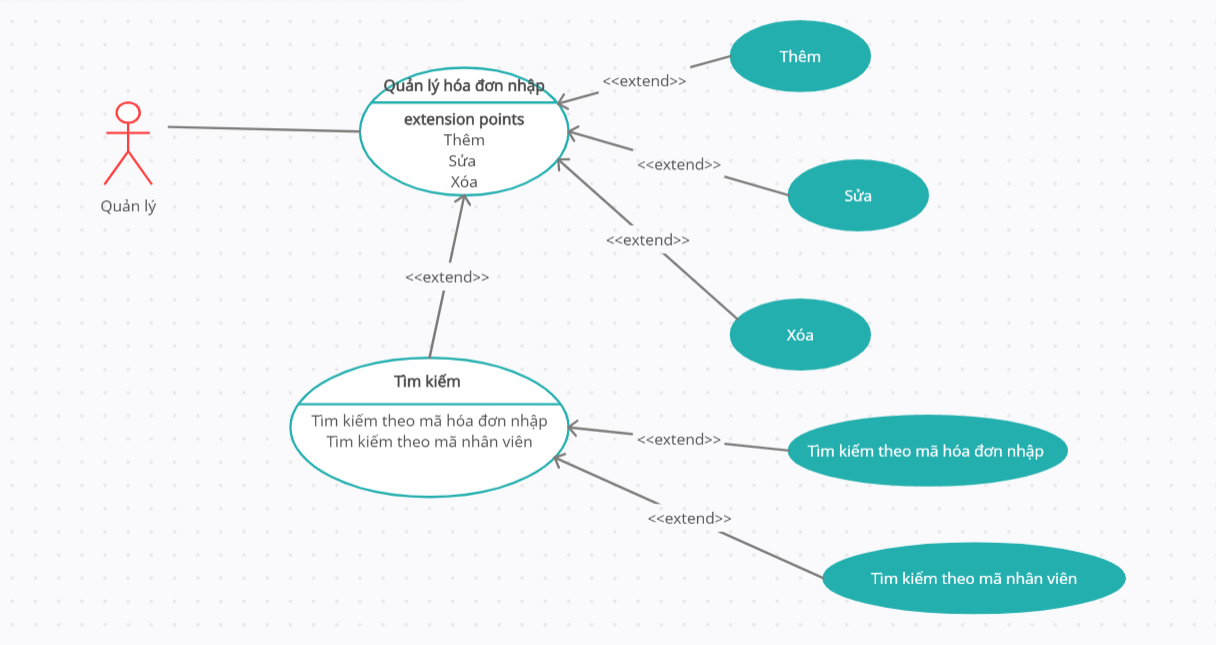 Thêm
<<extend>>
Quản lý hóa đơn nhập
extension points
Thêm
Sửa
Xóa
<<extend>>
Sửa
Quản lý
<<extend>>
<<extend>>
Xóa
Tìm kiếm
Tìm kiếm theo mã hóa đơn nhập
Tìm kiếm theo mã nhân viên
<<extend>>
Tìm kiếm theo mã hóa đơn nhập
<<extend>>
Tìm kiếm theo mã nhân viên